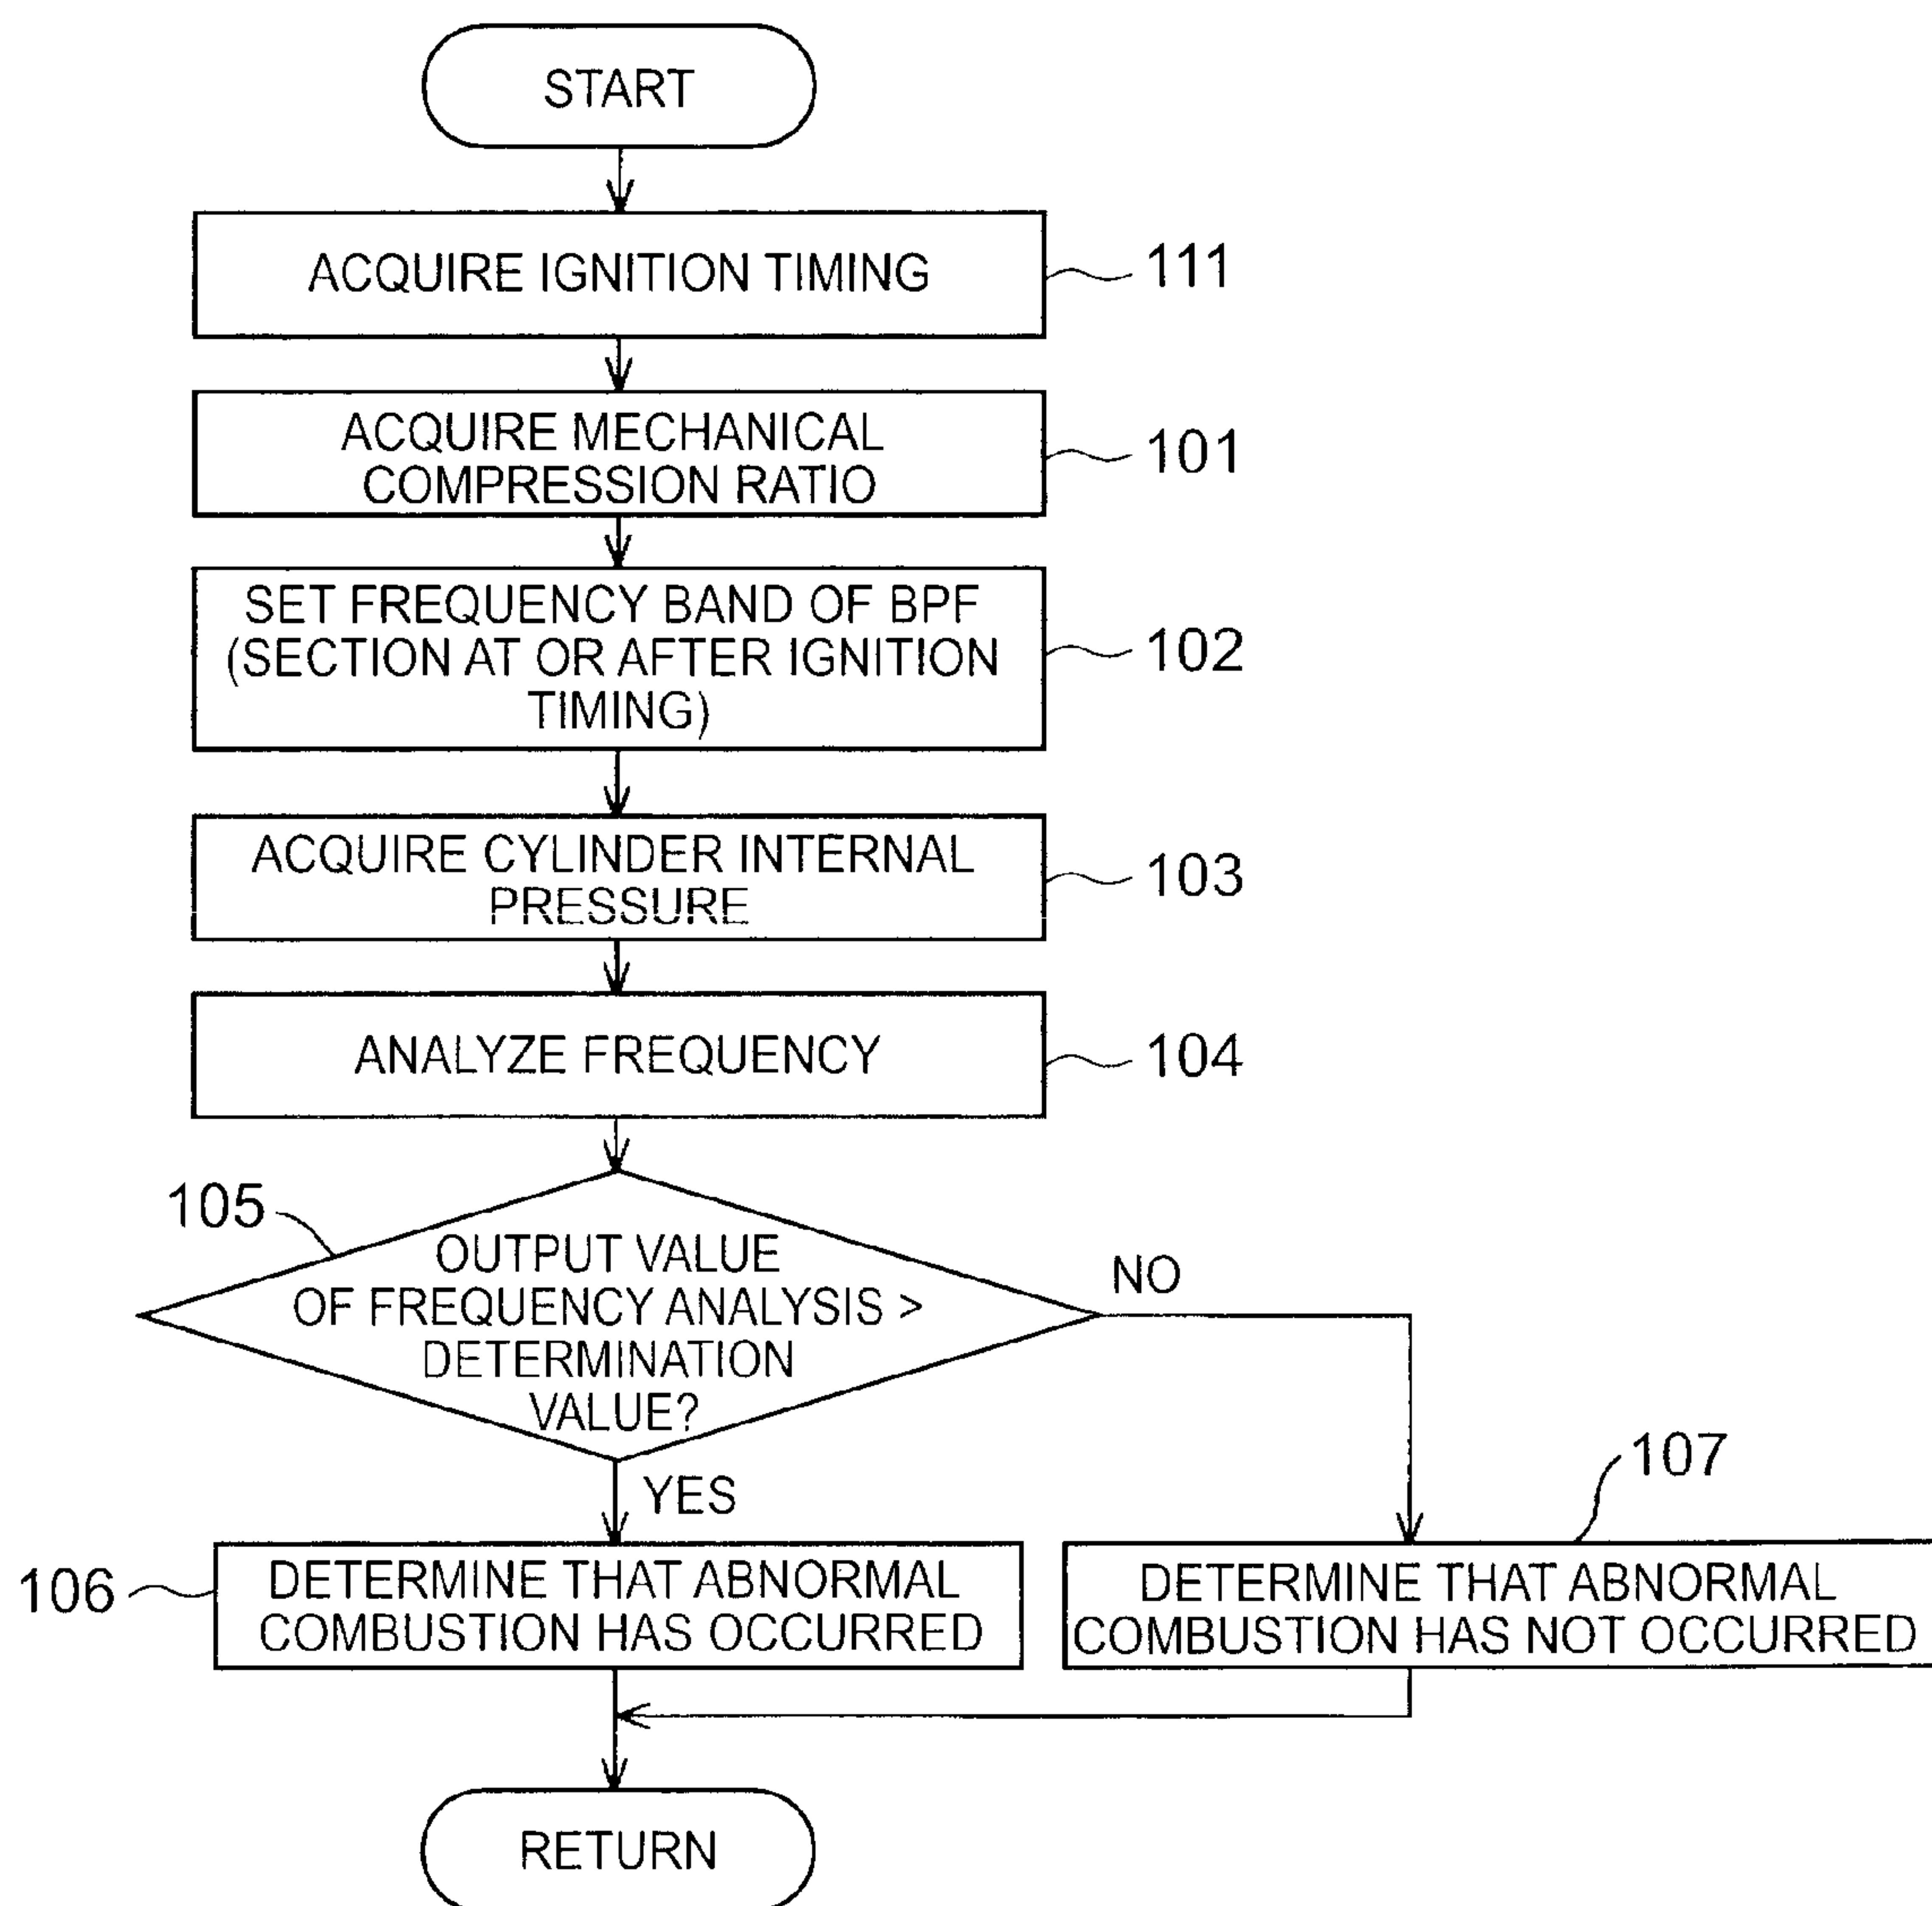 START
ACQUIRE IGNITION TIMING
111
ACQUIRE MECHANICAL
COMPRESSION RATIO
101
SET FREQUENCY BAND OF BPF
(SECTION AT OR AFTER IGNITION
TIMING)
102
ACQUIRE CYLINDER INTERNAL
PRESSURE
103
ANALYZE FREQUENCY
104
105
OUTPUT VALUE
OF FREQUENCY ANALYSIS >
DETERMINATION
VALUE?
NO
YES
107
106
DETERMINE THAT ABNORMAL
COMBUSTION HAS OCCURRED
DETERMINE THAT ABNORMAL
COMBUSTION HAS NOT OCCURRED
RETURN